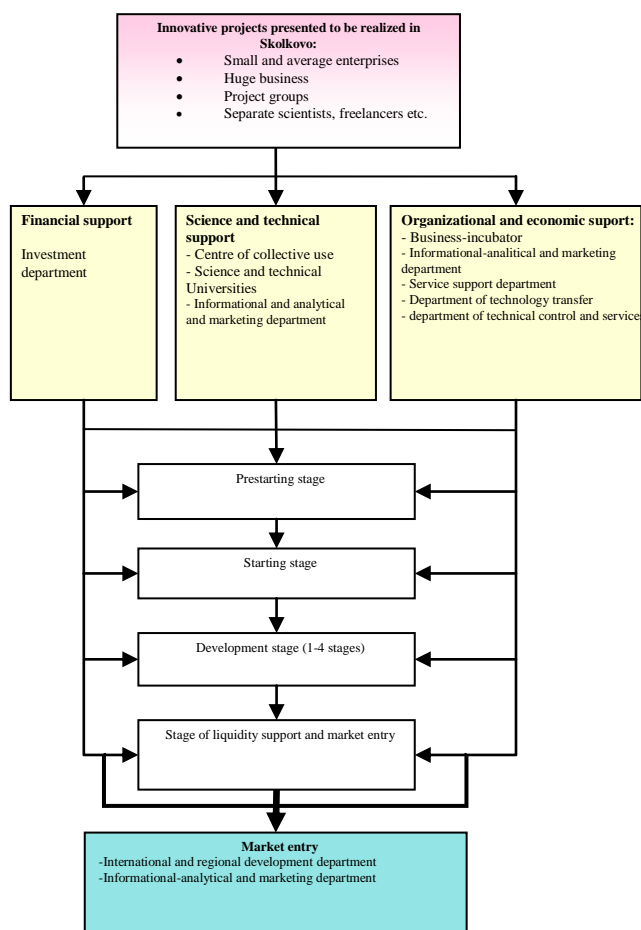 Innovative projects presented to be realized in
Skolkovo:
• Small and average enterprises
• Huge business
• Project groups
• Separate scientists, freelancers etc.
Financial support
Investment
department
Science and technical
support
- Centre of collective use
- Science and technical
Universities
- Informational and analytical
and marketing department
Organizational and economic suport:
- Business-incubator
- Informational-analitical and marketing
department
- Service support department
- Department of technology transfer
- department of technical control and service
Prestarting stage
Starting stage
Development stage (1-4 stages)
Stage of liquidity support and market entry
Market entry
-International and regional development department
-Informational-analytical and marketing department